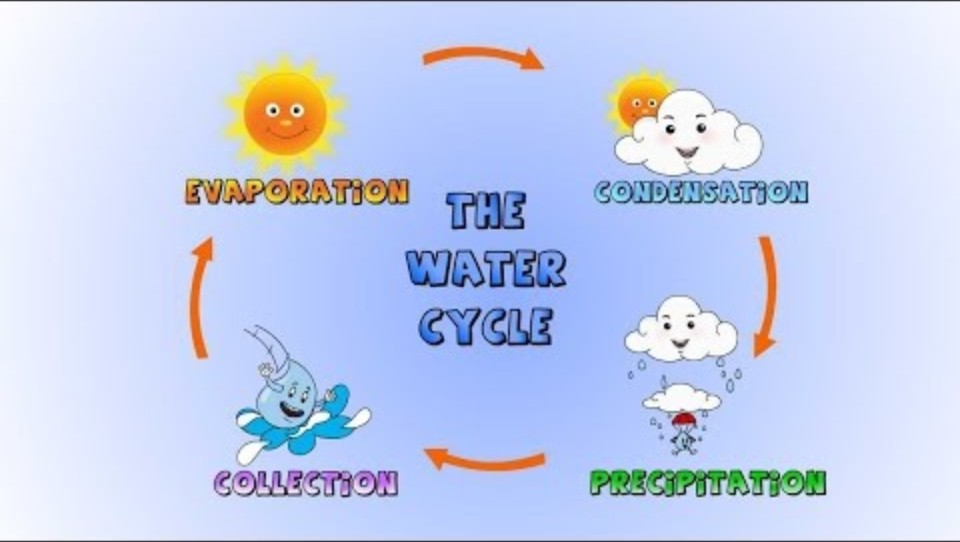 EVAPORATION
CONDENSATION
THE
WATER
CYCLE
COLLECTION
PRECIPITATION